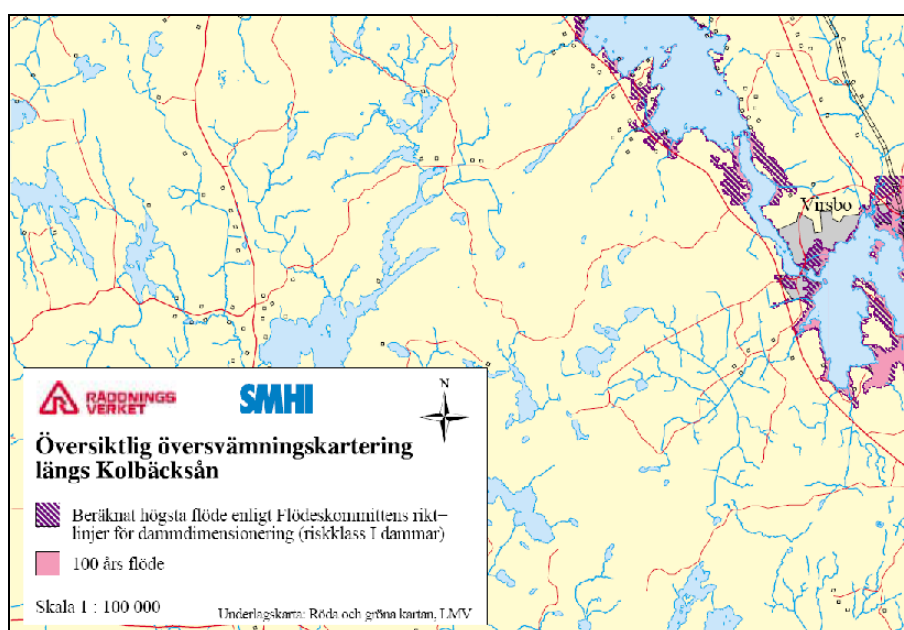 Virsbo
RÄDDNINGS
VERKET
SMHI
N
Översiktlig översvämningskartering
längs Kolbäcksån
Beräknat högsta flöde enligt Flödeskommittens rikt-
linjer för dammdimensionering (riskklass I dammar)
100 års flöde
Skala 1 : 100 000
Underlagskarta: Röda och gröna kartan, LMV